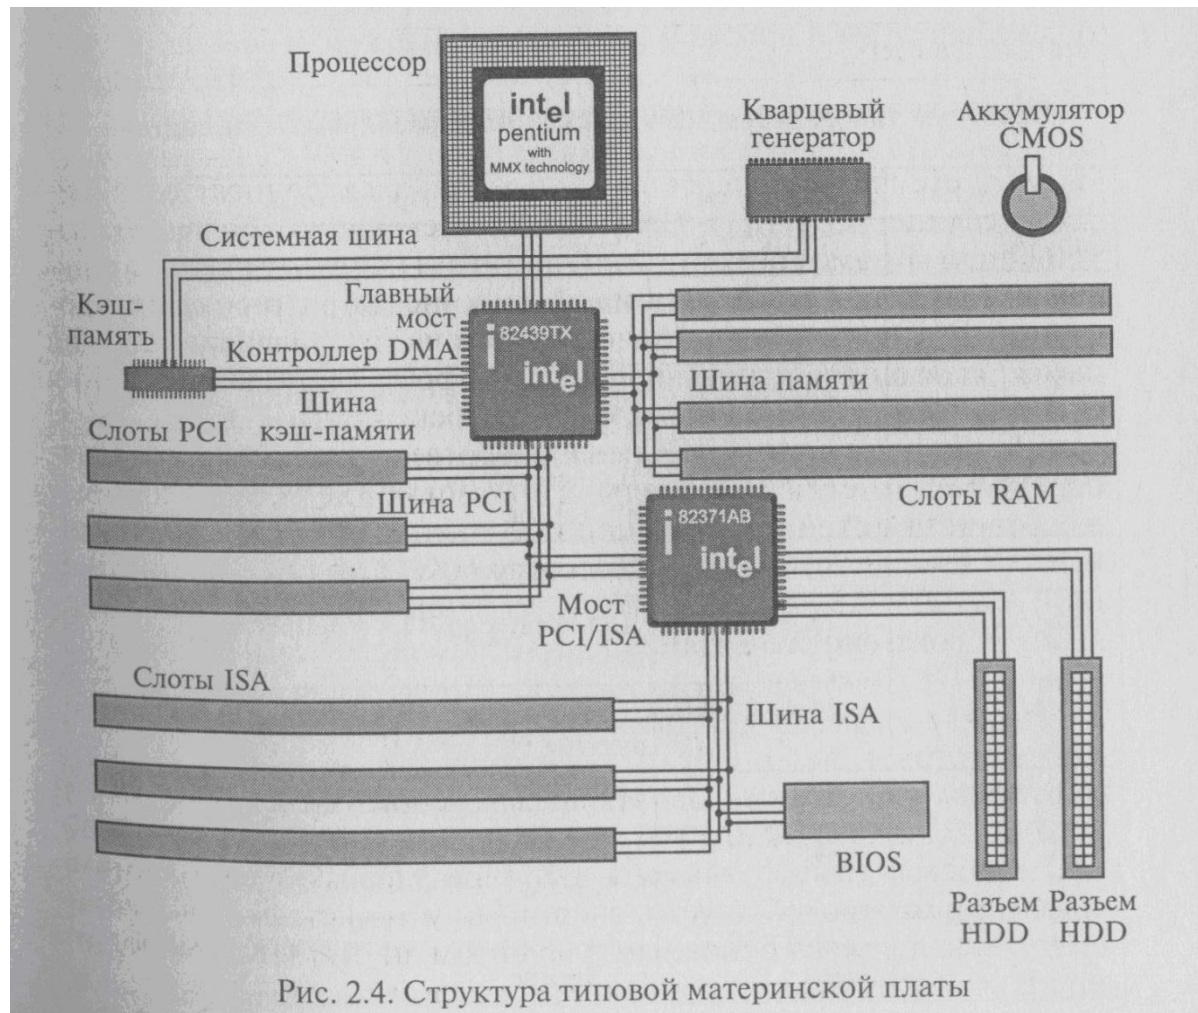 Процессор
intel
pentium
with
MMX technology
Кварцевый
генератор
Аккумулятор
CMOS
Системная шина
Главный
мост
Кэш-
память
Контроллер DMA
i 82439TX
intel
Шина
кэш-памяти
Шина памяти
Слоты PCI
Шина PCI
Слоты RAM
i 82371AB
intel
Мост
PCI/ISA
Слоты ISA
Шина ISA
BIOS
Разъем
HDD
Разъем
HDD
Рис. 2.4. Структура типовой материнской платы